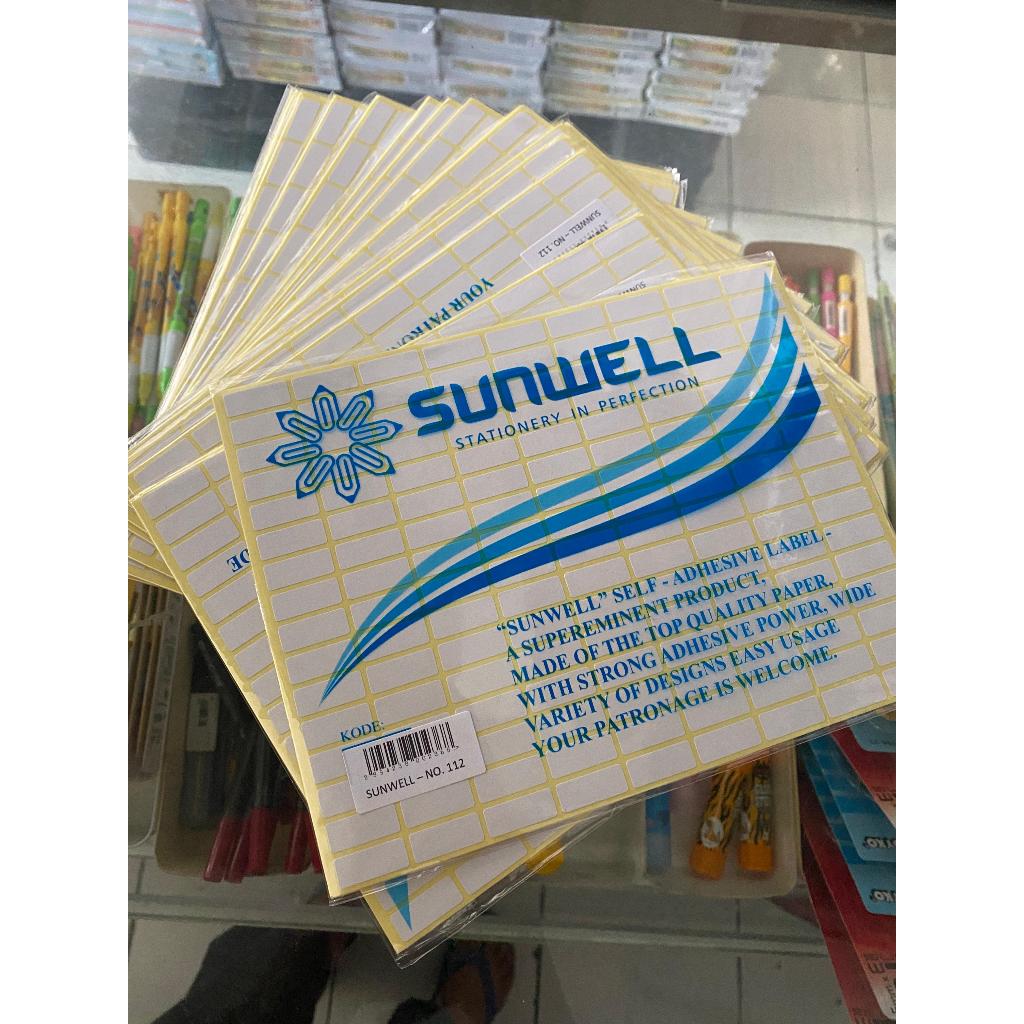 SUNWELL
STATIONERY IN PERFECTION
"SUNWELL" SELF - ADHESIVE LABEL -
A SUPEREMINENT PRODUCT,
MADE OF THE TOP QUALITY PAPER,
WITH STRONG ADHESIVE POWER, WIDE
VARIETY OF DESIGNS EASY USAGE
YOUR PATRONAGE IS WELCOME.
KODE:
SUNWELL – NO. 112
SUNWELL – NO. 112
YOUR